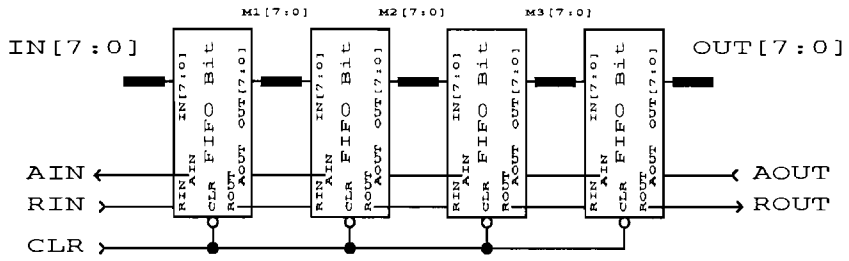 M1[7:0] M2[7:0] M3[7:0]
IN[7:0] OUT[7:0]
IN[7:0] FIFO Bit OUT[7:0] IN[7:0] FIFO Bit OUT[7:0] IN[7:0] FIFO Bit OUT[7:0] IN[7:0] FIFO Bit OUT[7:0]
AIN AOUT
RIN AIN CLR ROUT AOUT RIN AIN CLR ROUT AOUT RIN AIN CLR ROUT AOUT RIN AIN CLR ROUT AOUT
RIN ROUT
CLR